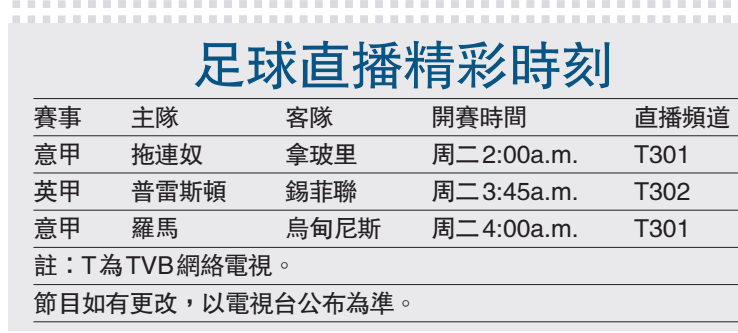 足球直播精彩時刻
賽事 主隊 客隊 開賽時間 直播頻道
意甲 拖連奴 拿玻里 周二2:00a.m. T301
英甲 普雷斯頓 錫菲聯 周二3:45a.m. T302
意甲 羅馬 烏甸尼斯 周二4:00a.m. T301
註：T為TVB網絡電視。
節目如有更改，以電視台公布為準。